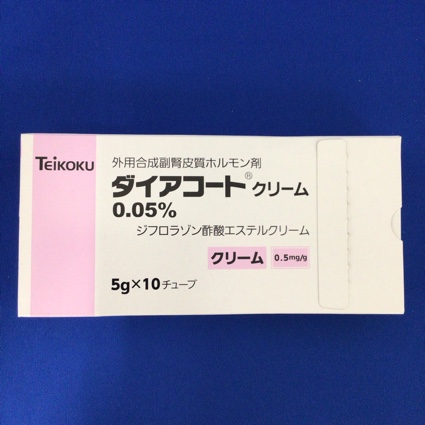 TEIKOKU
外用合成副腎皮質ホルモン剤
ダイアコート®クリーム
0.05%
ジフロラゾン酢酸エステルクリーム
クリーム 0.5mg/g
5g×10チューブ